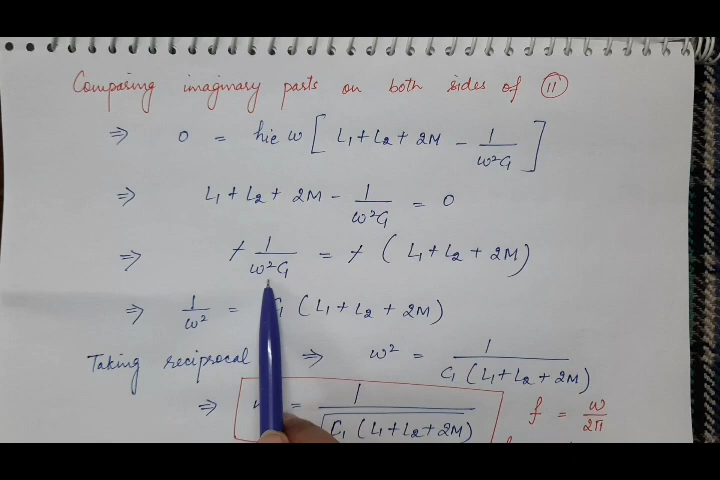 Comparing imaginary parts on both sides of (11)
⇒ 0 = hie ω [ L1 + L2 + 2M - 1/ω²C1 ]
⇒ L1 + L2 + 2M - 1/ω²C1 = 0
⇒ ⌿ 1/ω²C1 = ⌿ ( L1 + L2 + 2M )
⇒ 1/ω² = C1 ( L1 + L2 + 2M )
Taking reciprocal ⇒ ω² = 1/C1 ( L1 + L2 + 2M )
⇒ = 1/√C1 ( L1 + L2 + 2M ) f = ω/2π